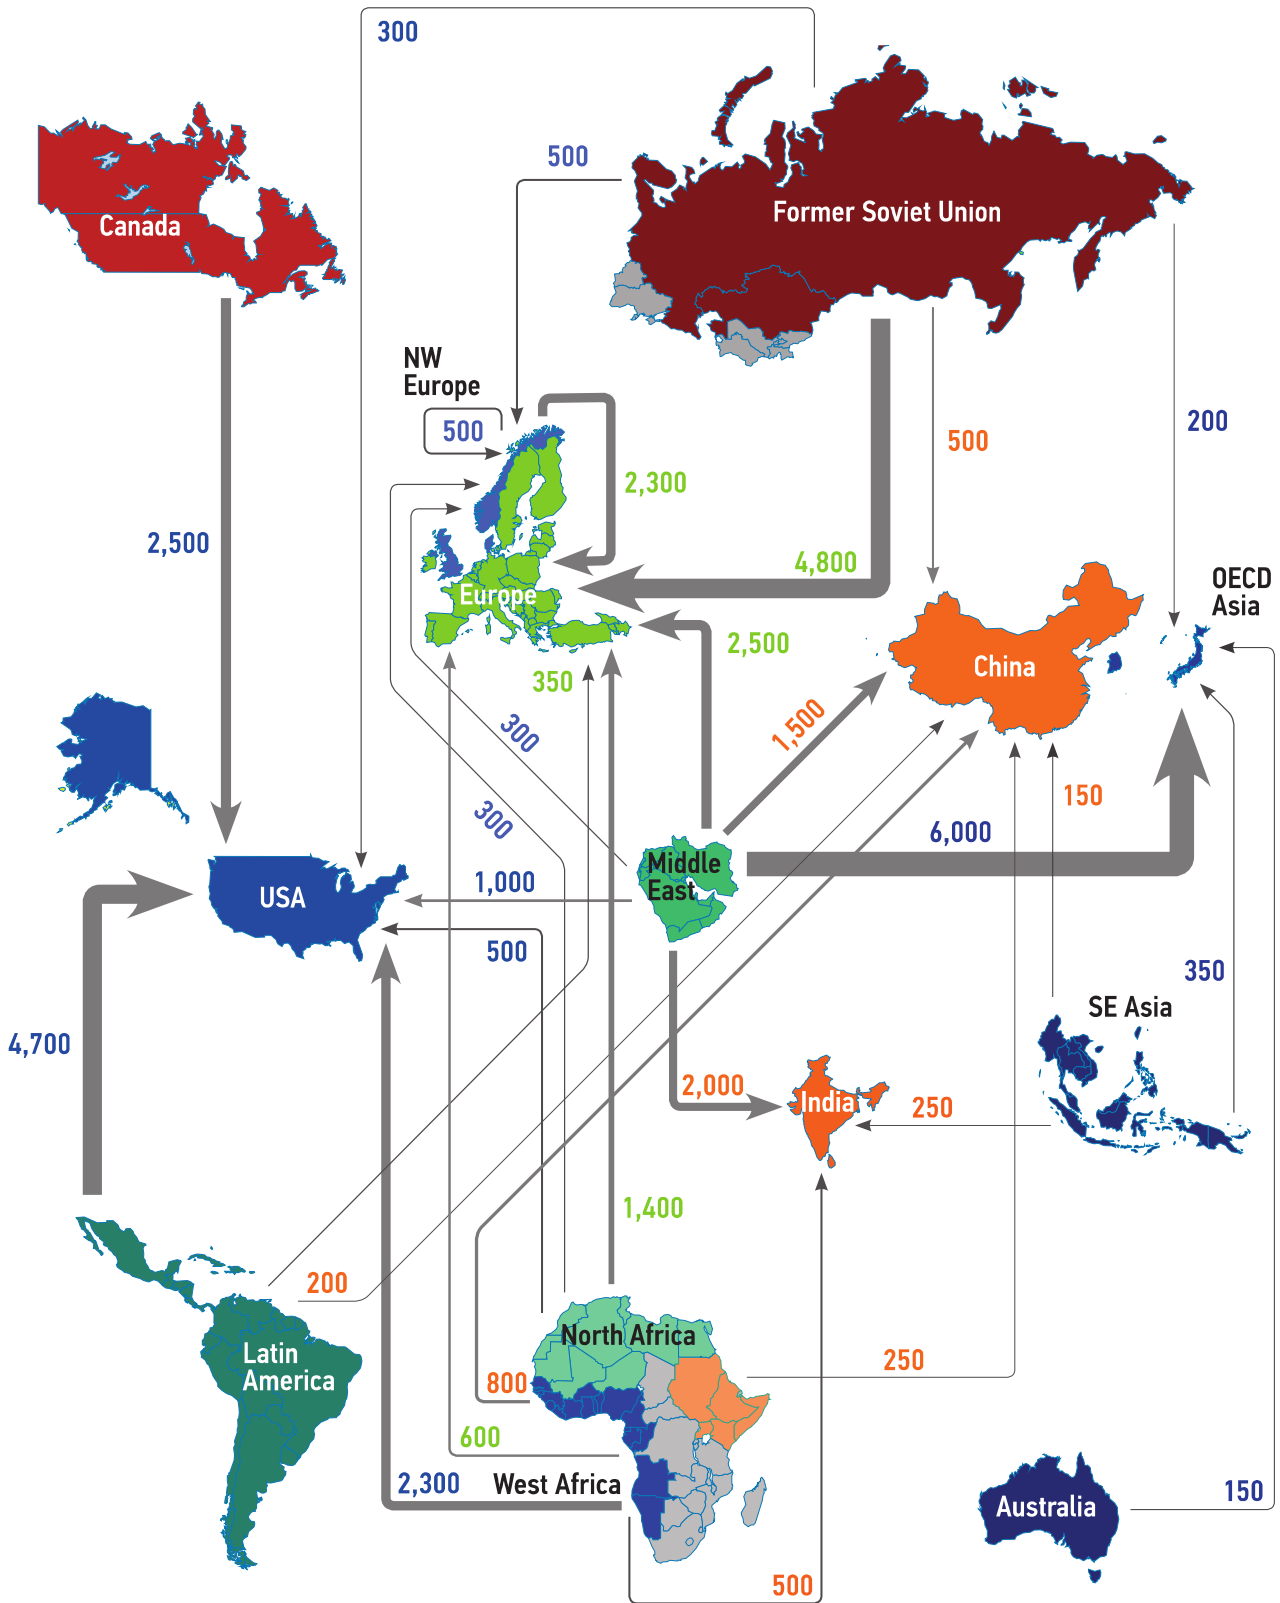 300
500
Former Soviet Union
Canada
NW
Europe
500
2,300
500
200
2,500
4,800
Europe
OECD
Asia
2,500
350
China
300
1,500
150
300
6,000
Middle
East
1,000
USA
500
350
SE Asia
4,700
2,000
India
250
1,400
200
North Africa
Latin
America
250
800
600
2,300
West Africa
150
Australia
500